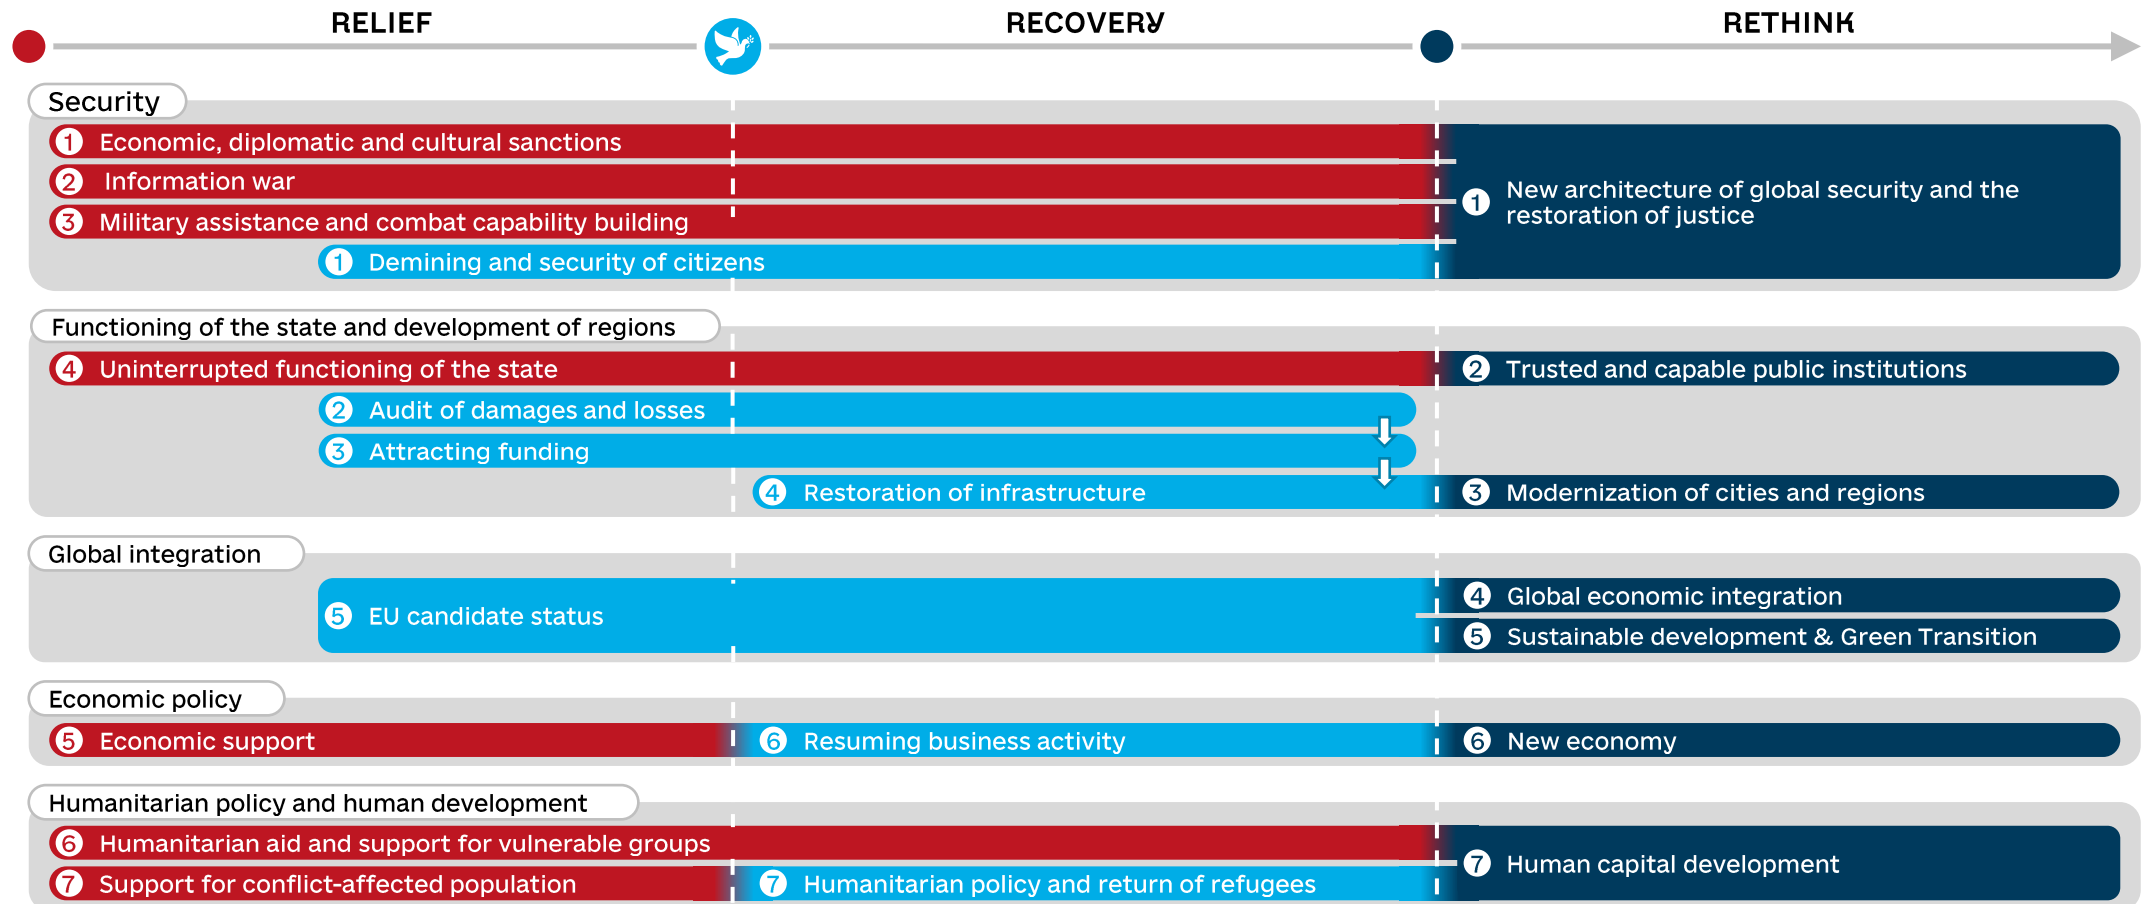 RELIEF
RECOVERY
RETHINK
Security
1 Economic, diplomatic and cultural sanctions
2 Information war
3 Military assistance and combat capability building
1 Demining and security of citizens
1 New architecture of global security and the
restoration of justice
Functioning of the state and development of regions
4 Uninterrupted functioning of the state
2 Trusted and capable public institutions
2 Audit of damages and losses
3 Attracting funding
4 Restoration of infrastructure
3 Modernization of cities and regions
Global integration
5 EU candidate status
4 Global economic integration
5 Sustainable development & Green Transition
Economic policy
5 Economic support
6 Resuming business activity
6 New economy
Humanitarian policy and human development
6 Humanitarian aid and support for vulnerable groups
7 Support for conflict-affected population
7 Humanitarian policy and return of refugees
7 Human capital development